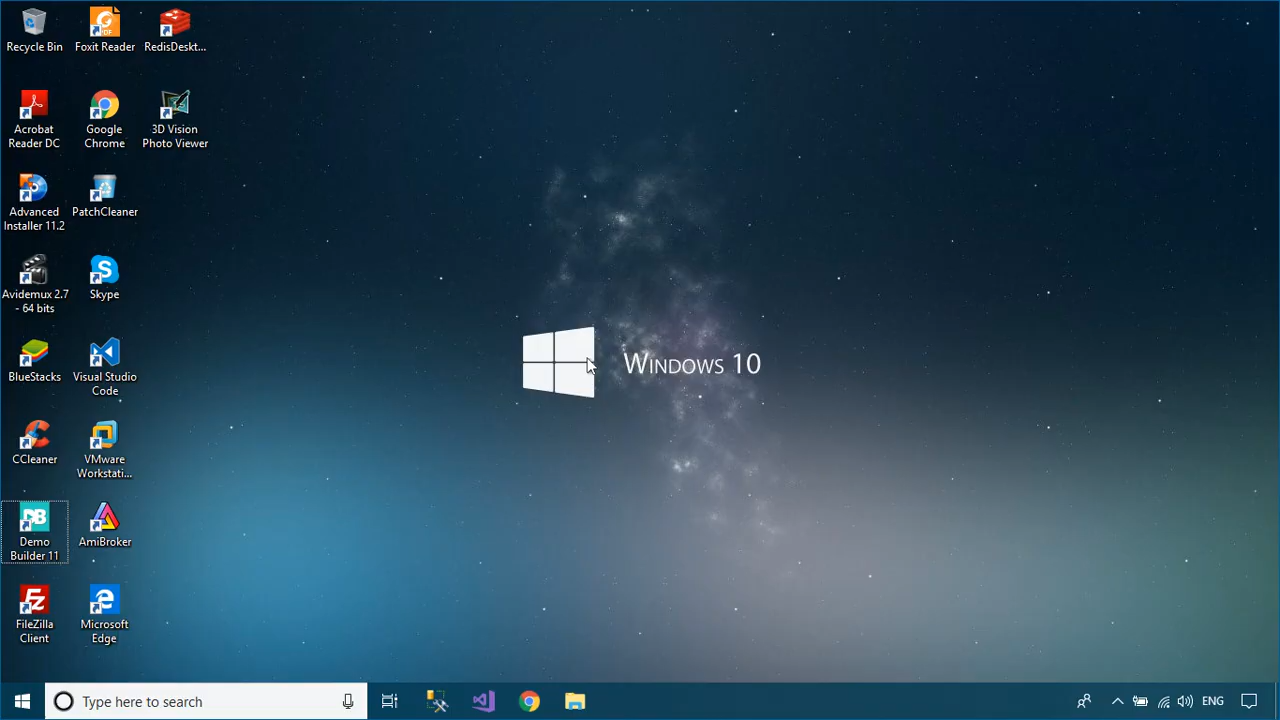 Recycle Bin
Foxit Reader
RedisDeskt...
Acrobat
Reader DC
Google
Chrome
3D Vision
Photo Viewer
Advanced
Installer 11.2
PatchCleaner
Avidemux 2.7
- 64 bits
Skype
BlueStacks
Visual Studio
Code
CCleaner
VMware
Workstati...
DB
Demo
Builder 11
AmiBroker
Fz
FileZilla
Client
Microsoft
Edge
WINDOWS 10
Type here to search
ENG